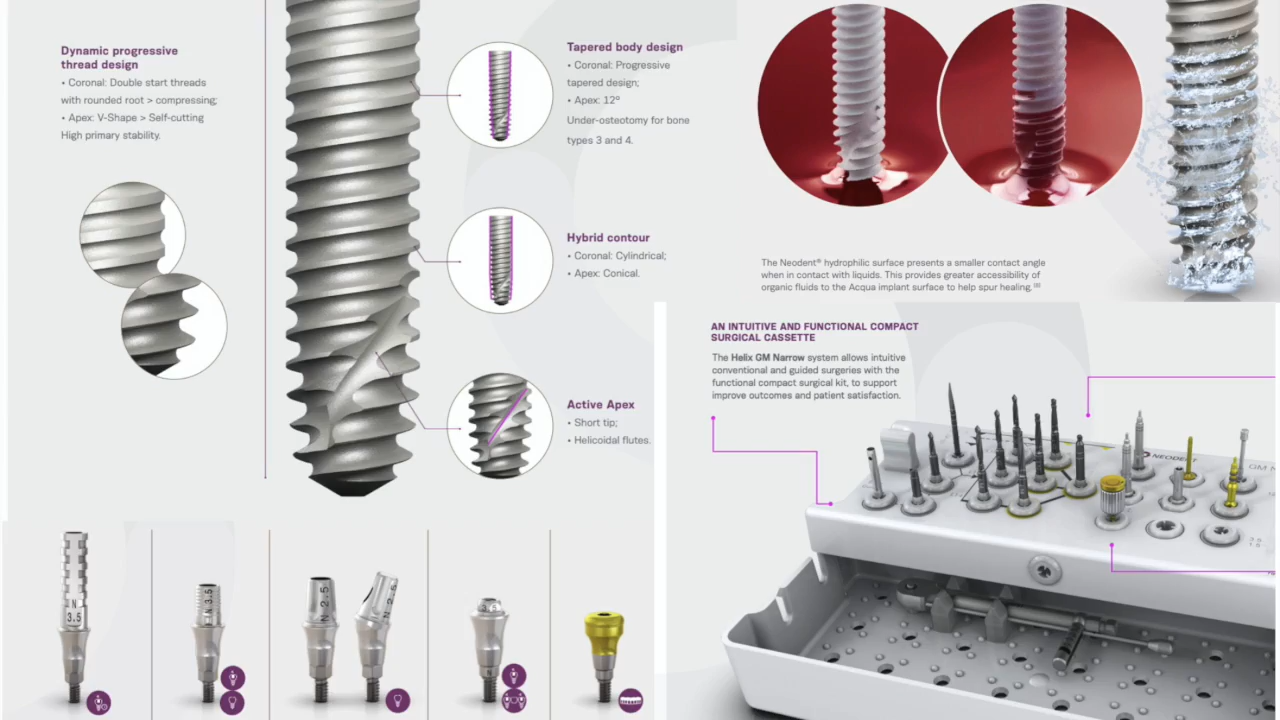 Dynamic progressive
thread design
• Coronal: Double start threads
with rounded root > compressing;
• Apex: V-Shape > Self-cutting
High primary stability.
Tapered body design
• Coronal: Progressive
tapered design;
• Apex: 12º
Under-osteotomy for bone
types 3 and 4.
Hybrid contour
• Coronal: Cylindrical;
• Apex: Conical.
Active Apex
• Short tip;
• Helicoidal flutes.
The Neodent® hydrophilic surface presents a smaller contact angle
when in contact with liquids. This provides greater accessibility of
organic fluids to the Acqua implant surface to help spur healing.
AN INTUITIVE AND FUNCTIONAL COMPACT
SURGICAL CASSETTE
The Helix GM Narrow system allows intuitive
conventional and guided surgeries with the
functional compact surgical kit, to support
improve outcomes and patient satisfaction.
NEODENT
GM N
N
3.5
N 3.5
N 2.5
N 2.5